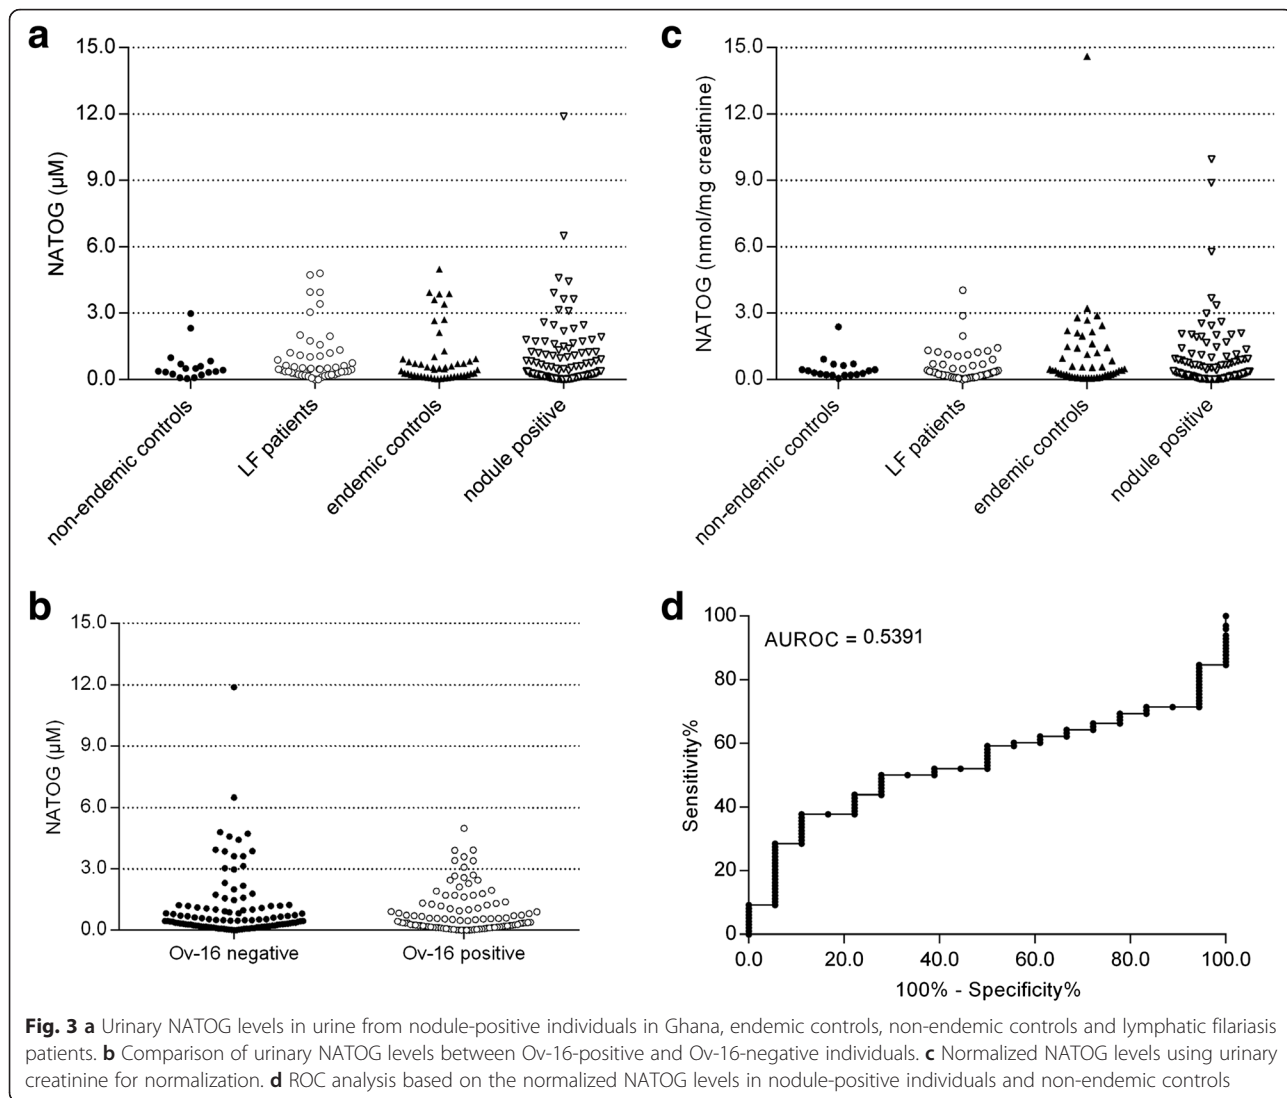 a
15.0
12.0
9.0
6.0
3.0
0.0
NATOG (µM)
non-endemic controls
LF patients
endemic controls
nodule positive
c
15.0
12.0
9.0
6.0
3.0
0.0
NATOG (nmol/mg creatinine)
non-endemic controls
LF patients
endemic controls
nodule positive
b
15.0
12.0
9.0
6.0
3.0
0.0
NATOG (µM)
Ov-16 negative
Ov-16 positive
d
100
80
60
40
20
0
Sensitivity%
AUROC = 0.5391
0.0
20.0
40.0
60.0
80.0
100.0
100% - Specificity%
Fig. 3 a Urinary NATOG levels in urine from nodule-positive individuals in Ghana, endemic controls, non-endemic controls and lymphatic filariasis
patients. b Comparison of urinary NATOG levels between Ov-16-positive and Ov-16-negative individuals. c Normalized NATOG levels using urinary
creatinine for normalization. d ROC analysis based on the normalized NATOG levels in nodule-positive individuals and non-endemic controls